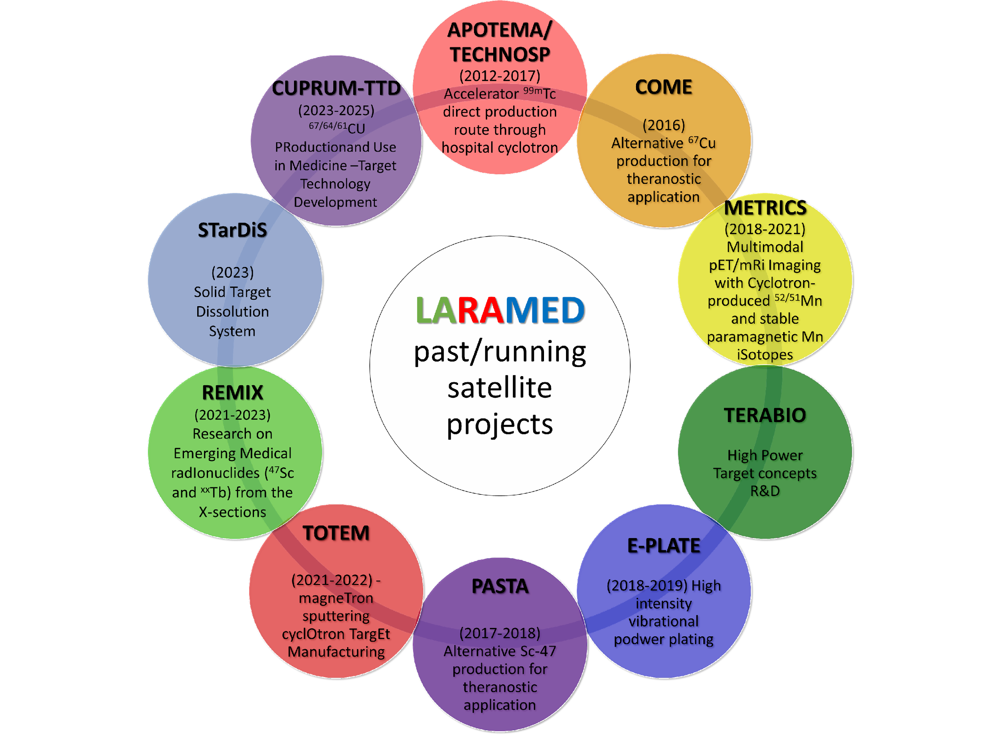 APOTEMA/
TECHNOSP
(2012-2017)
Accelerator ⁹⁹ᵐTc
direct production
route through
hospital cyclotron
COME
(2016)
Alternative ⁶⁷Cu
production for
theranostic
application
METRICS
(2018-2021)
Multimodal
pET/mRi Imaging
with Cyclotron-
produced ⁵²/⁵¹Mn
and stable
paramagnetic Mn
iSotopes
TERABIO
High Power
Target concepts
R&D
E-PLATE
(2018-2019) High
intensity
vibrational
podwer plating
PASTA
(2017-2018)
Alternative Sc-47
production for
theranostic
application
TOTEM
(2021-2022) -
magneTron
sputtering
cyclOtron TargEt
Manufacturing
REMIX
(2021-2023)
Research on
Emerging Medical
radIonuclides (⁴⁷Sc
and ˣˣTb) from the
X-sections
STarDiS
(2023)
Solid Target
Dissolution
System
CUPRUM-TTD
(2023-2025)
⁶⁷/⁶⁴/⁶¹CU
PRoductionand Use
in Medicine –Target
Technology
Development
LARAMED
past/running
satellite
projects